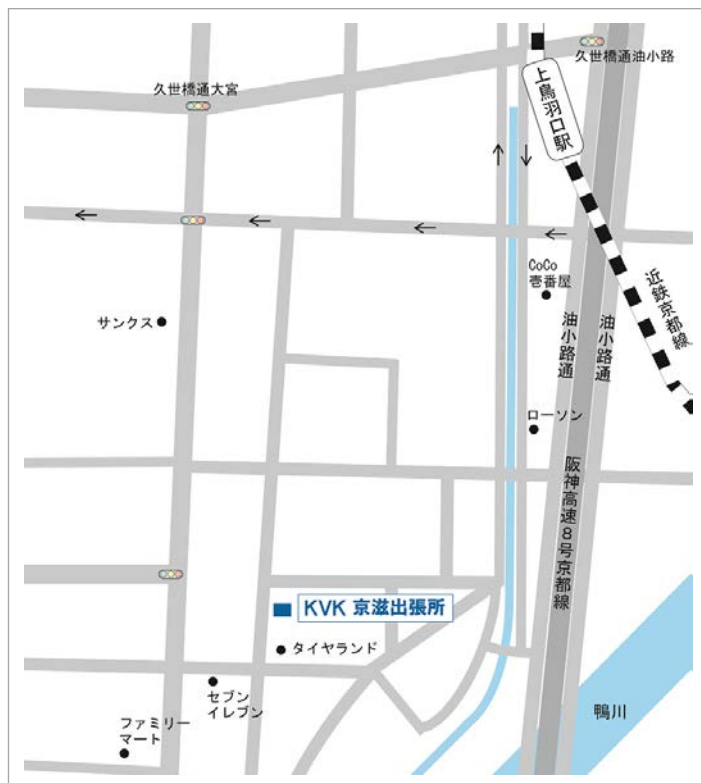 久世橋通油小路
久世橋通大宮
上鳥羽口駅
CoCo
壱番屋
近鉄京都線
サンクス
油小路通
油小路通
ローソン
阪神高速8号京都線
KVK 京滋出張所
タイヤランド
セブン
イレブン
ファミリー
マート
鴨川